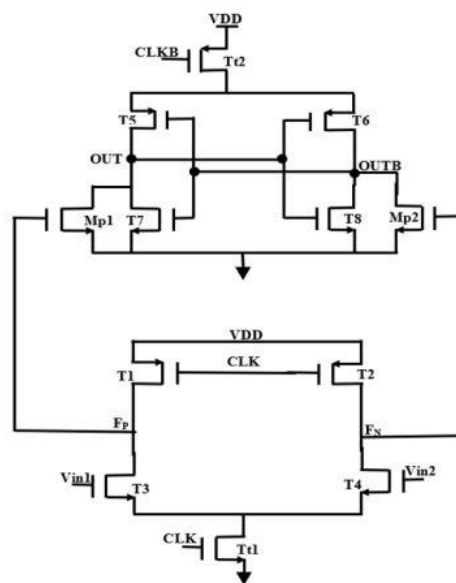 VDD
CLKB
Tt2
T5
T6
OUT
OUTB
Mp1
T7
T8
Mp2
VDD
T1
CLK
T2
FP
FN
Vin1
T3
T4
Vin2
CLK
Tt1